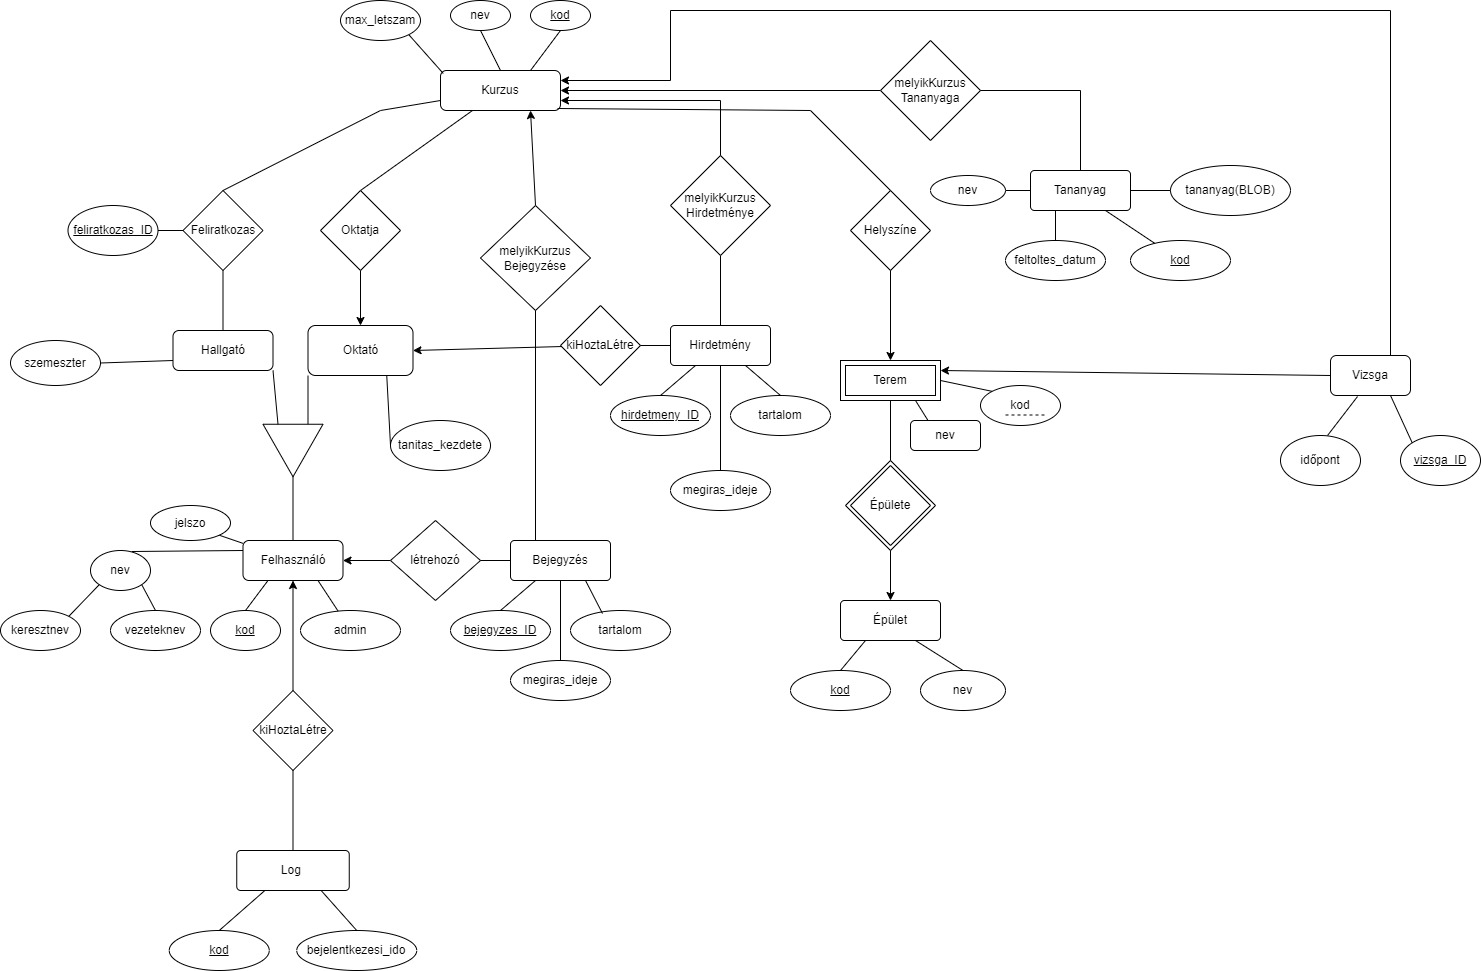 max_letszam
nev
kod
Kurzus
melyikKurzus
Tananyaga
nev
Tananyag
tananyag(BLOB)
feltoltes_datum
kod
feliratkozas_ID
Feliratkozas
Oktatja
melyikKurzus
Bejegyzése
melyikKurzus
Hirdetménye
Helyszíne
szemeszter
Hallgató
Oktató
kiHoztaLétre
Hirdetmény
hirdetmeny_ID
tartalom
megiras_ideje
tanitas_kezdete
Terem
kod
nev
Vizsga
időpont
vizsga_ID
Épülete
jelszo
nev
Felhasználó
létrehozó
Bejegyzés
keresztnev
vezeteknev
kod
admin
bejegyzes_ID
tartalom
megiras_ideje
Épület
kod
nev
kiHoztaLétre
Log
kod
bejelentkezesi_ido